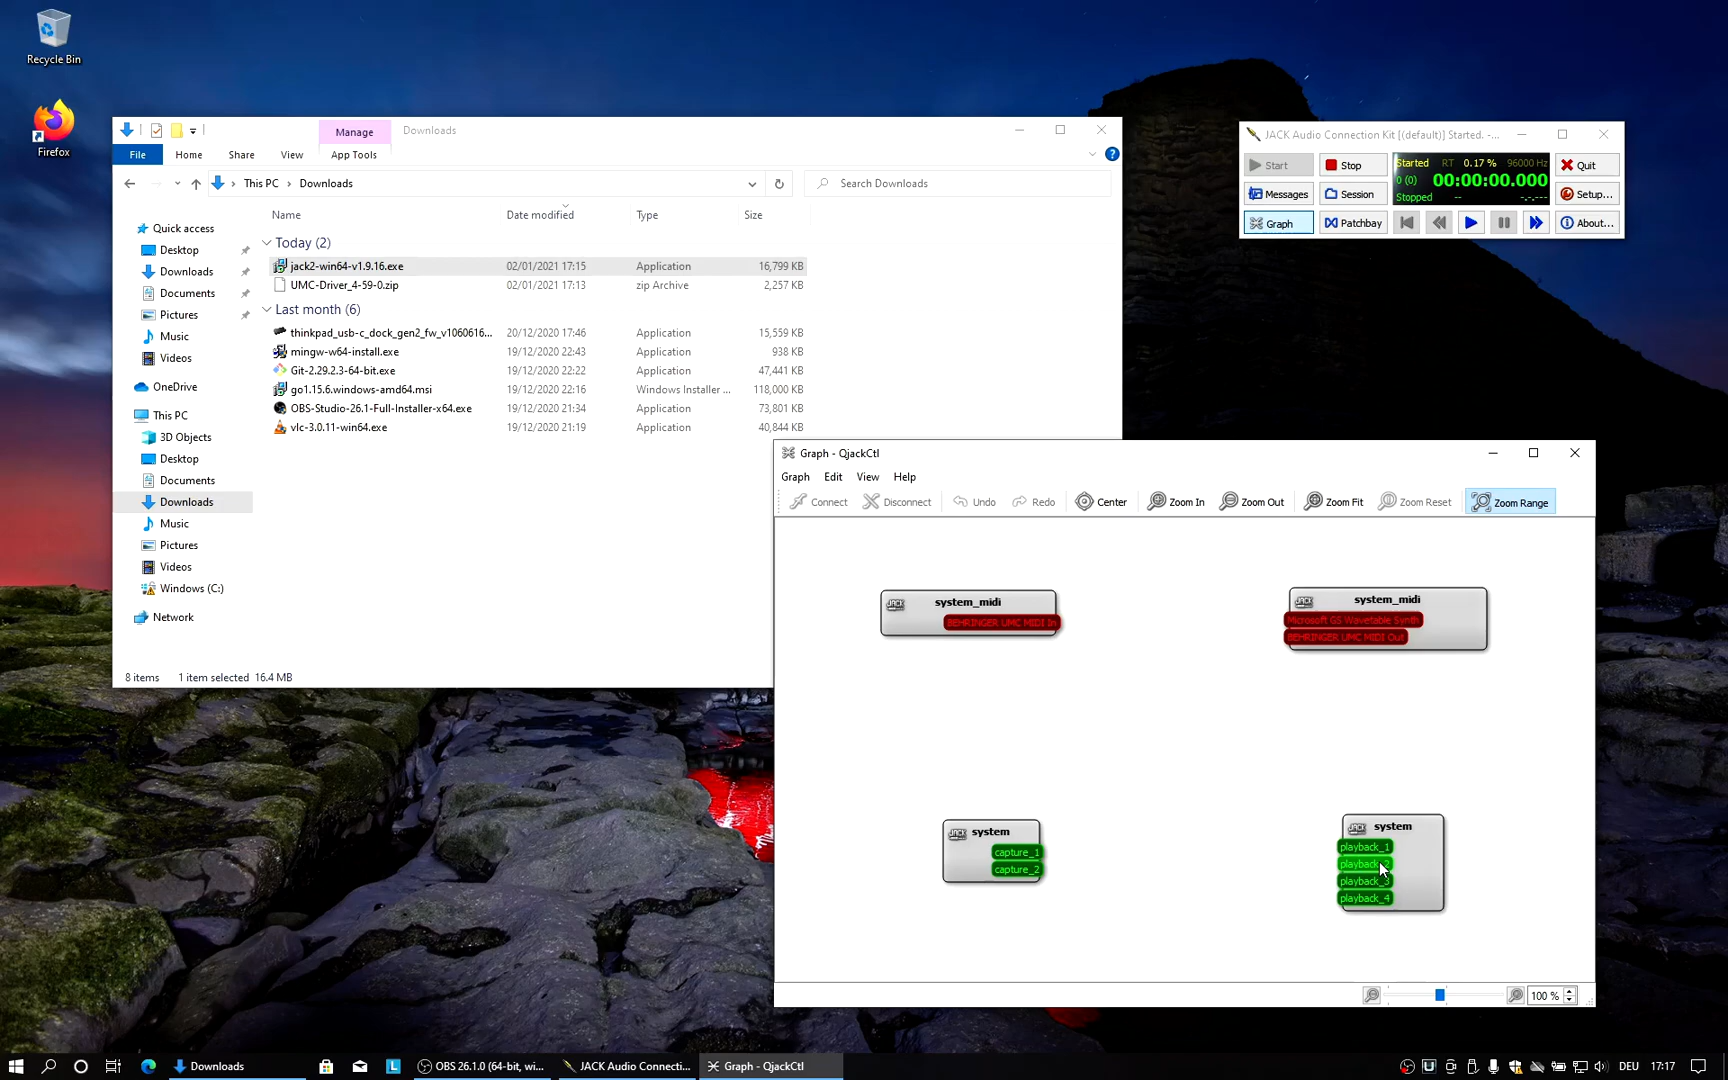 Recycle Bin
Firefox
Manage
Downloads
File
Home
Share
View
App Tools
This PC
Downloads
Search Downloads
Name
Date modified
Type
Size
Quick access
Desktop
Downloads
Documents
Pictures
Music
Videos
OneDrive
This PC
3D Objects
Desktop
Documents
Downloads
Music
Pictures
Videos
Windows (C:)
Network
Today (2)
jack2-win64-v1.9.16.exe 02/01/2021 17:15 Application 16,799 KB
UMC-Driver_4-59-0.zip 02/01/2021 17:13 zip Archive 2,257 KB
Last month (6)
thinkpad_usb-c_dock_gen2_fw_v1060616... 20/12/2020 17:46 Application 15,559 KB
mingw-w64-install.exe 19/12/2020 22:43 Application 938 KB
Git-2.29.2.3-64-bit.exe 19/12/2020 22:22 Application 47,441 KB
go1.15.6.windows-amd64.msi 19/12/2020 22:16 Windows Installer ... 118,000 KB
OBS-Studio-26.1-Full-Installer-x64.exe 19/12/2020 21:34 Application 73,801 KB
vlc-3.0.11-win64.exe 19/12/2020 21:19 Application 40,844 KB
8 items 1 item selected 16.4 MB
JACK Audio Connection Kit [(default)] Started. -...
Start
Stop
Started RT 0.17 % 96000 Hz
0 (0) 00:00:00.000
Stopped -- -.-.---
Quit
Messages
Session
Setup...
Graph
Patchbay
About...
Graph - QjackCtl
Graph Edit View Help
Connect
Disconnect
Undo
Redo
Center
Zoom In
Zoom Out
Zoom Fit
Zoom Reset
Zoom Range
JACK system_midi
BEHRINGER UMC MIDI In
JACK system_midi
Microsoft GS Wavetable Synth
BEHRINGER UMC MIDI Out
JACK system
capture_1
capture_2
JACK system
playback_1
playback_2
playback_3
playback_4
100 %
Downloads
L
OBS 26.1.0 (64-bit, wi...
JACK Audio Connecti...
Graph - QjackCtl
DEU
17:17